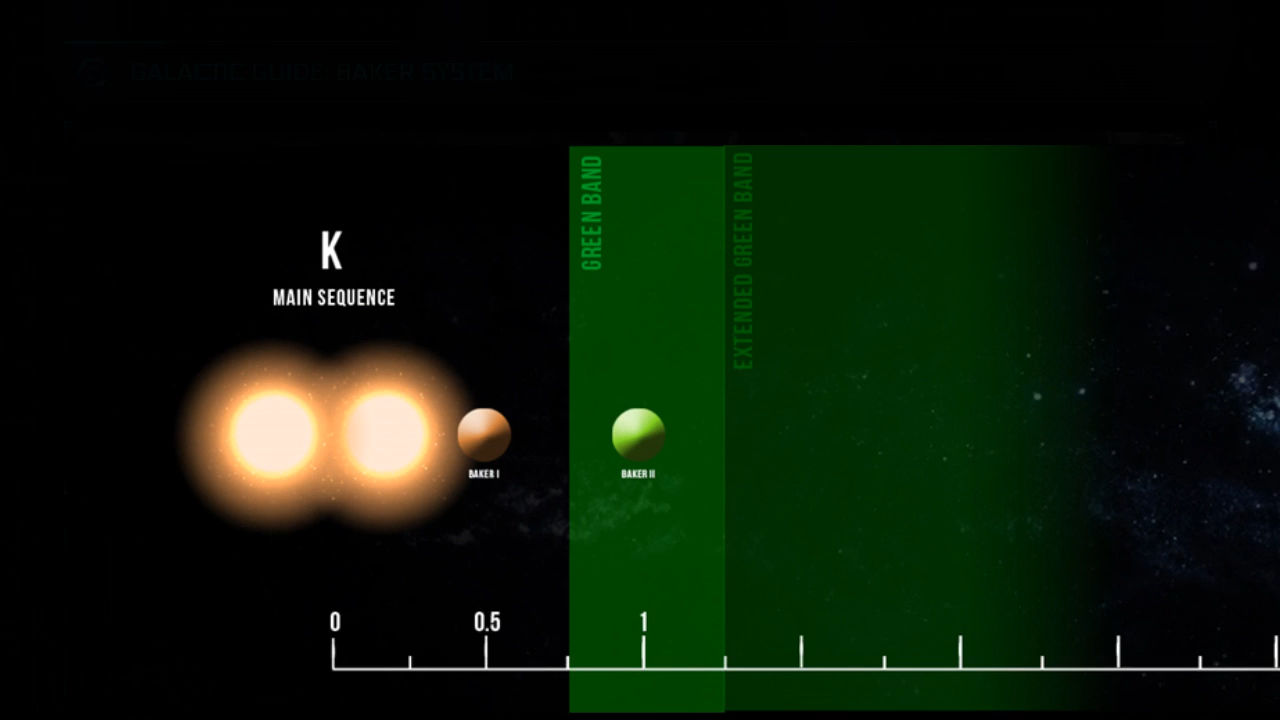 GALACTIC GUIDE: BAKER SYSTEM
GREEN BAND
EXTENDED GREEN BAND
K
MAIN SEQUENCE
BAKER I
BAKER II
0
0.5
1